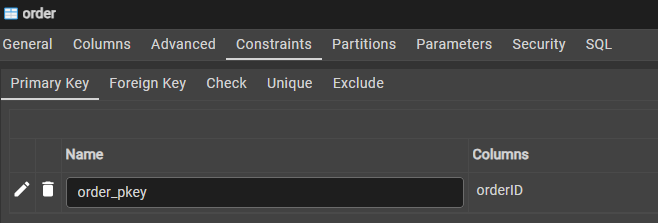 order
General Columns Advanced Constraints Partitions Parameters Security SQL
Primary Key Foreign Key Check Unique Exclude
Name Columns
order_pkey orderID